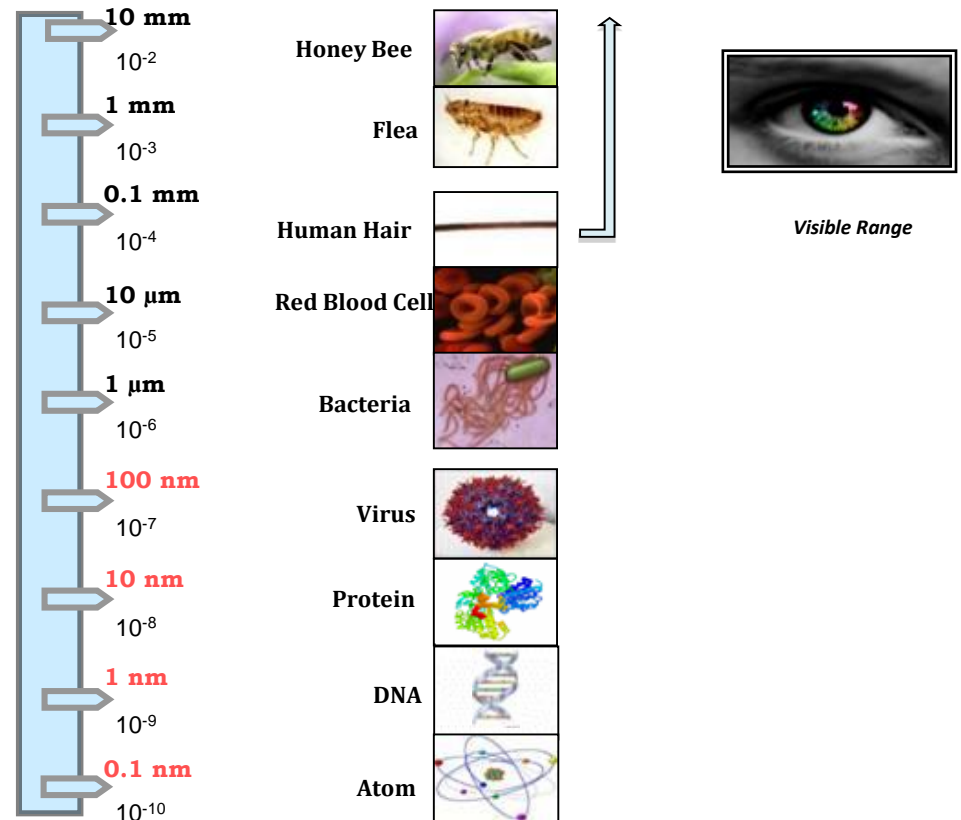 10 mm
10⁻²
1 mm
10⁻³
0.1 mm
10⁻⁴
10 µm
10⁻⁵
1 µm
10⁻⁶
100 nm
10⁻⁷
10 nm
10⁻⁸
1 nm
10⁻⁹
0.1 nm
10⁻¹⁰
Honey Bee
Flea
Human Hair
Red Blood Cell
Bacteria
Virus
Protein
DNA
Atom
Visible Range